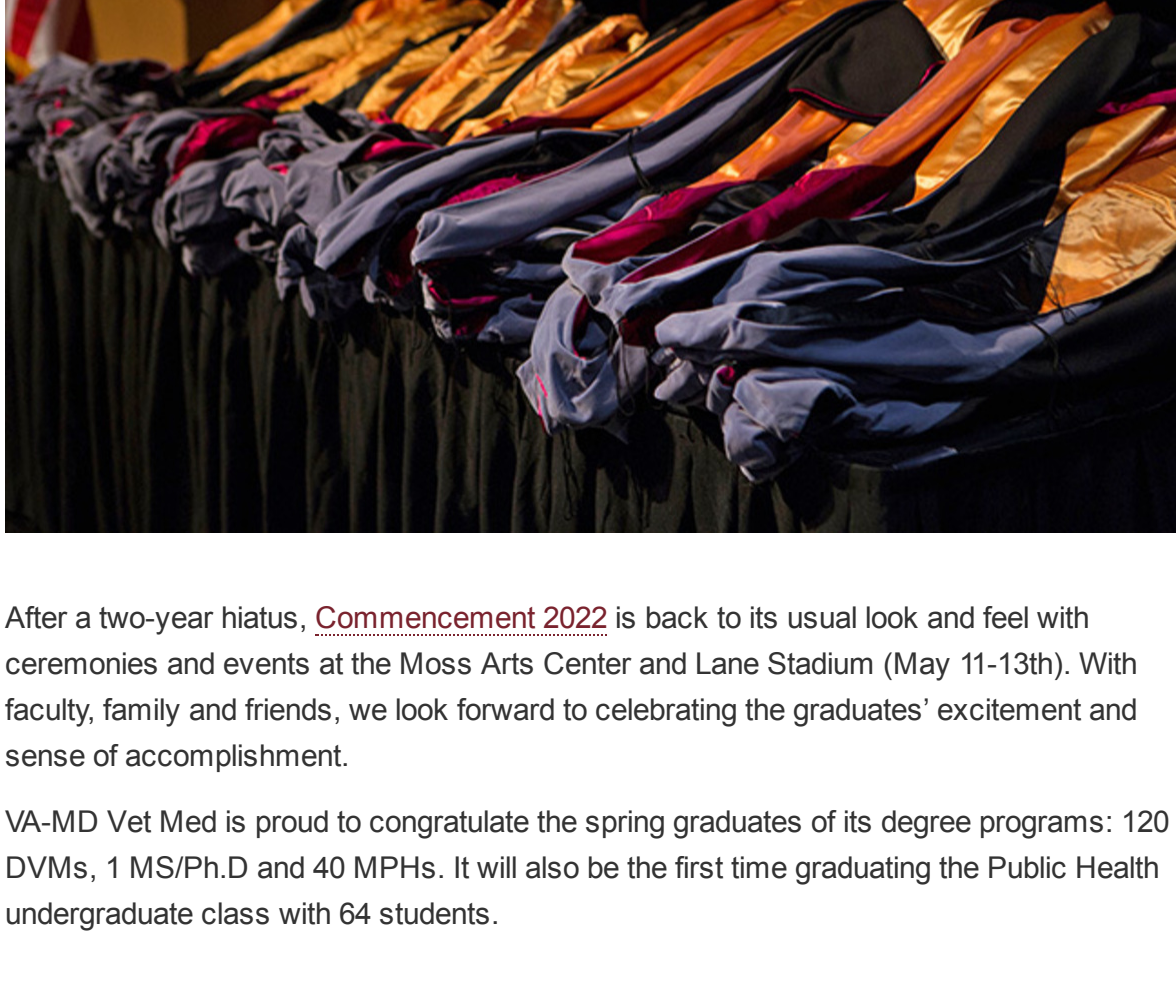 After a two-year hiatus, Commencement 2022 is back to its usual look and feel with
ceremonies and events at the Moss Arts Center and Lane Stadium (May 11-13th). With
faculty, family and friends, we look forward to celebrating the graduates’ excitement and
sense of accomplishment.
VA-MD Vet Med is proud to congratulate the spring graduates of its degree programs: 120
DVMs, 1 MS/Ph.D and 40 MPHs. It will also be the first time graduating the Public Health
undergraduate class with 64 students.